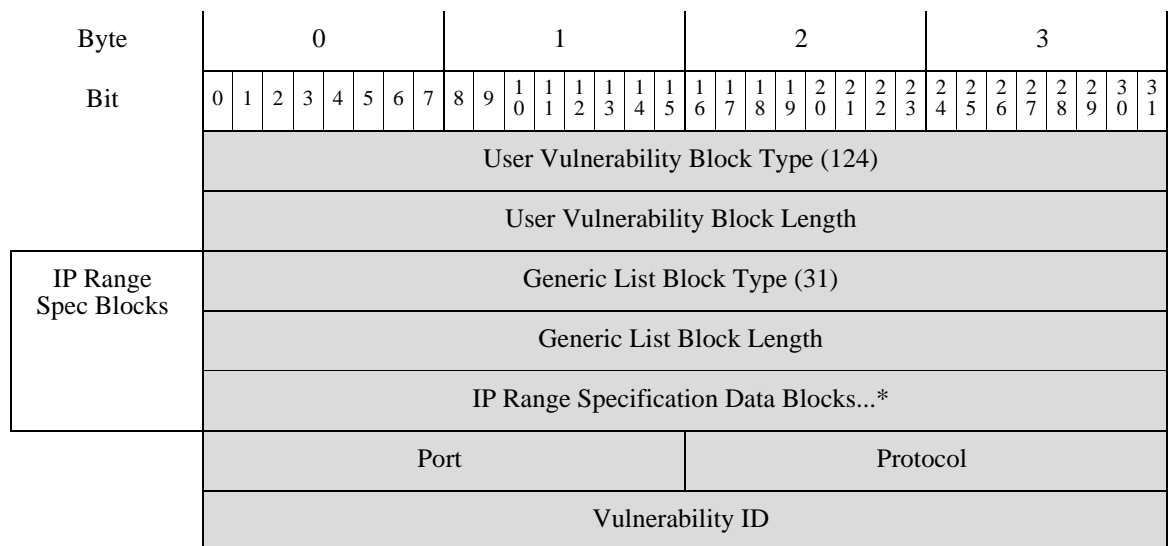 Byte 0 1 2 3
Bit 0 1 2 3 4 5 6 7 8 9 10 11 12 13 14 15 16 17 18 19 20 21 22 23 24 25 26 27 28 29 30 31
User Vulnerability Block Type (124)
User Vulnerability Block Length
IP Range
Spec Blocks
Generic List Block Type (31)
Generic List Block Length
IP Range Specification Data Blocks...*
Port Protocol
Vulnerability ID